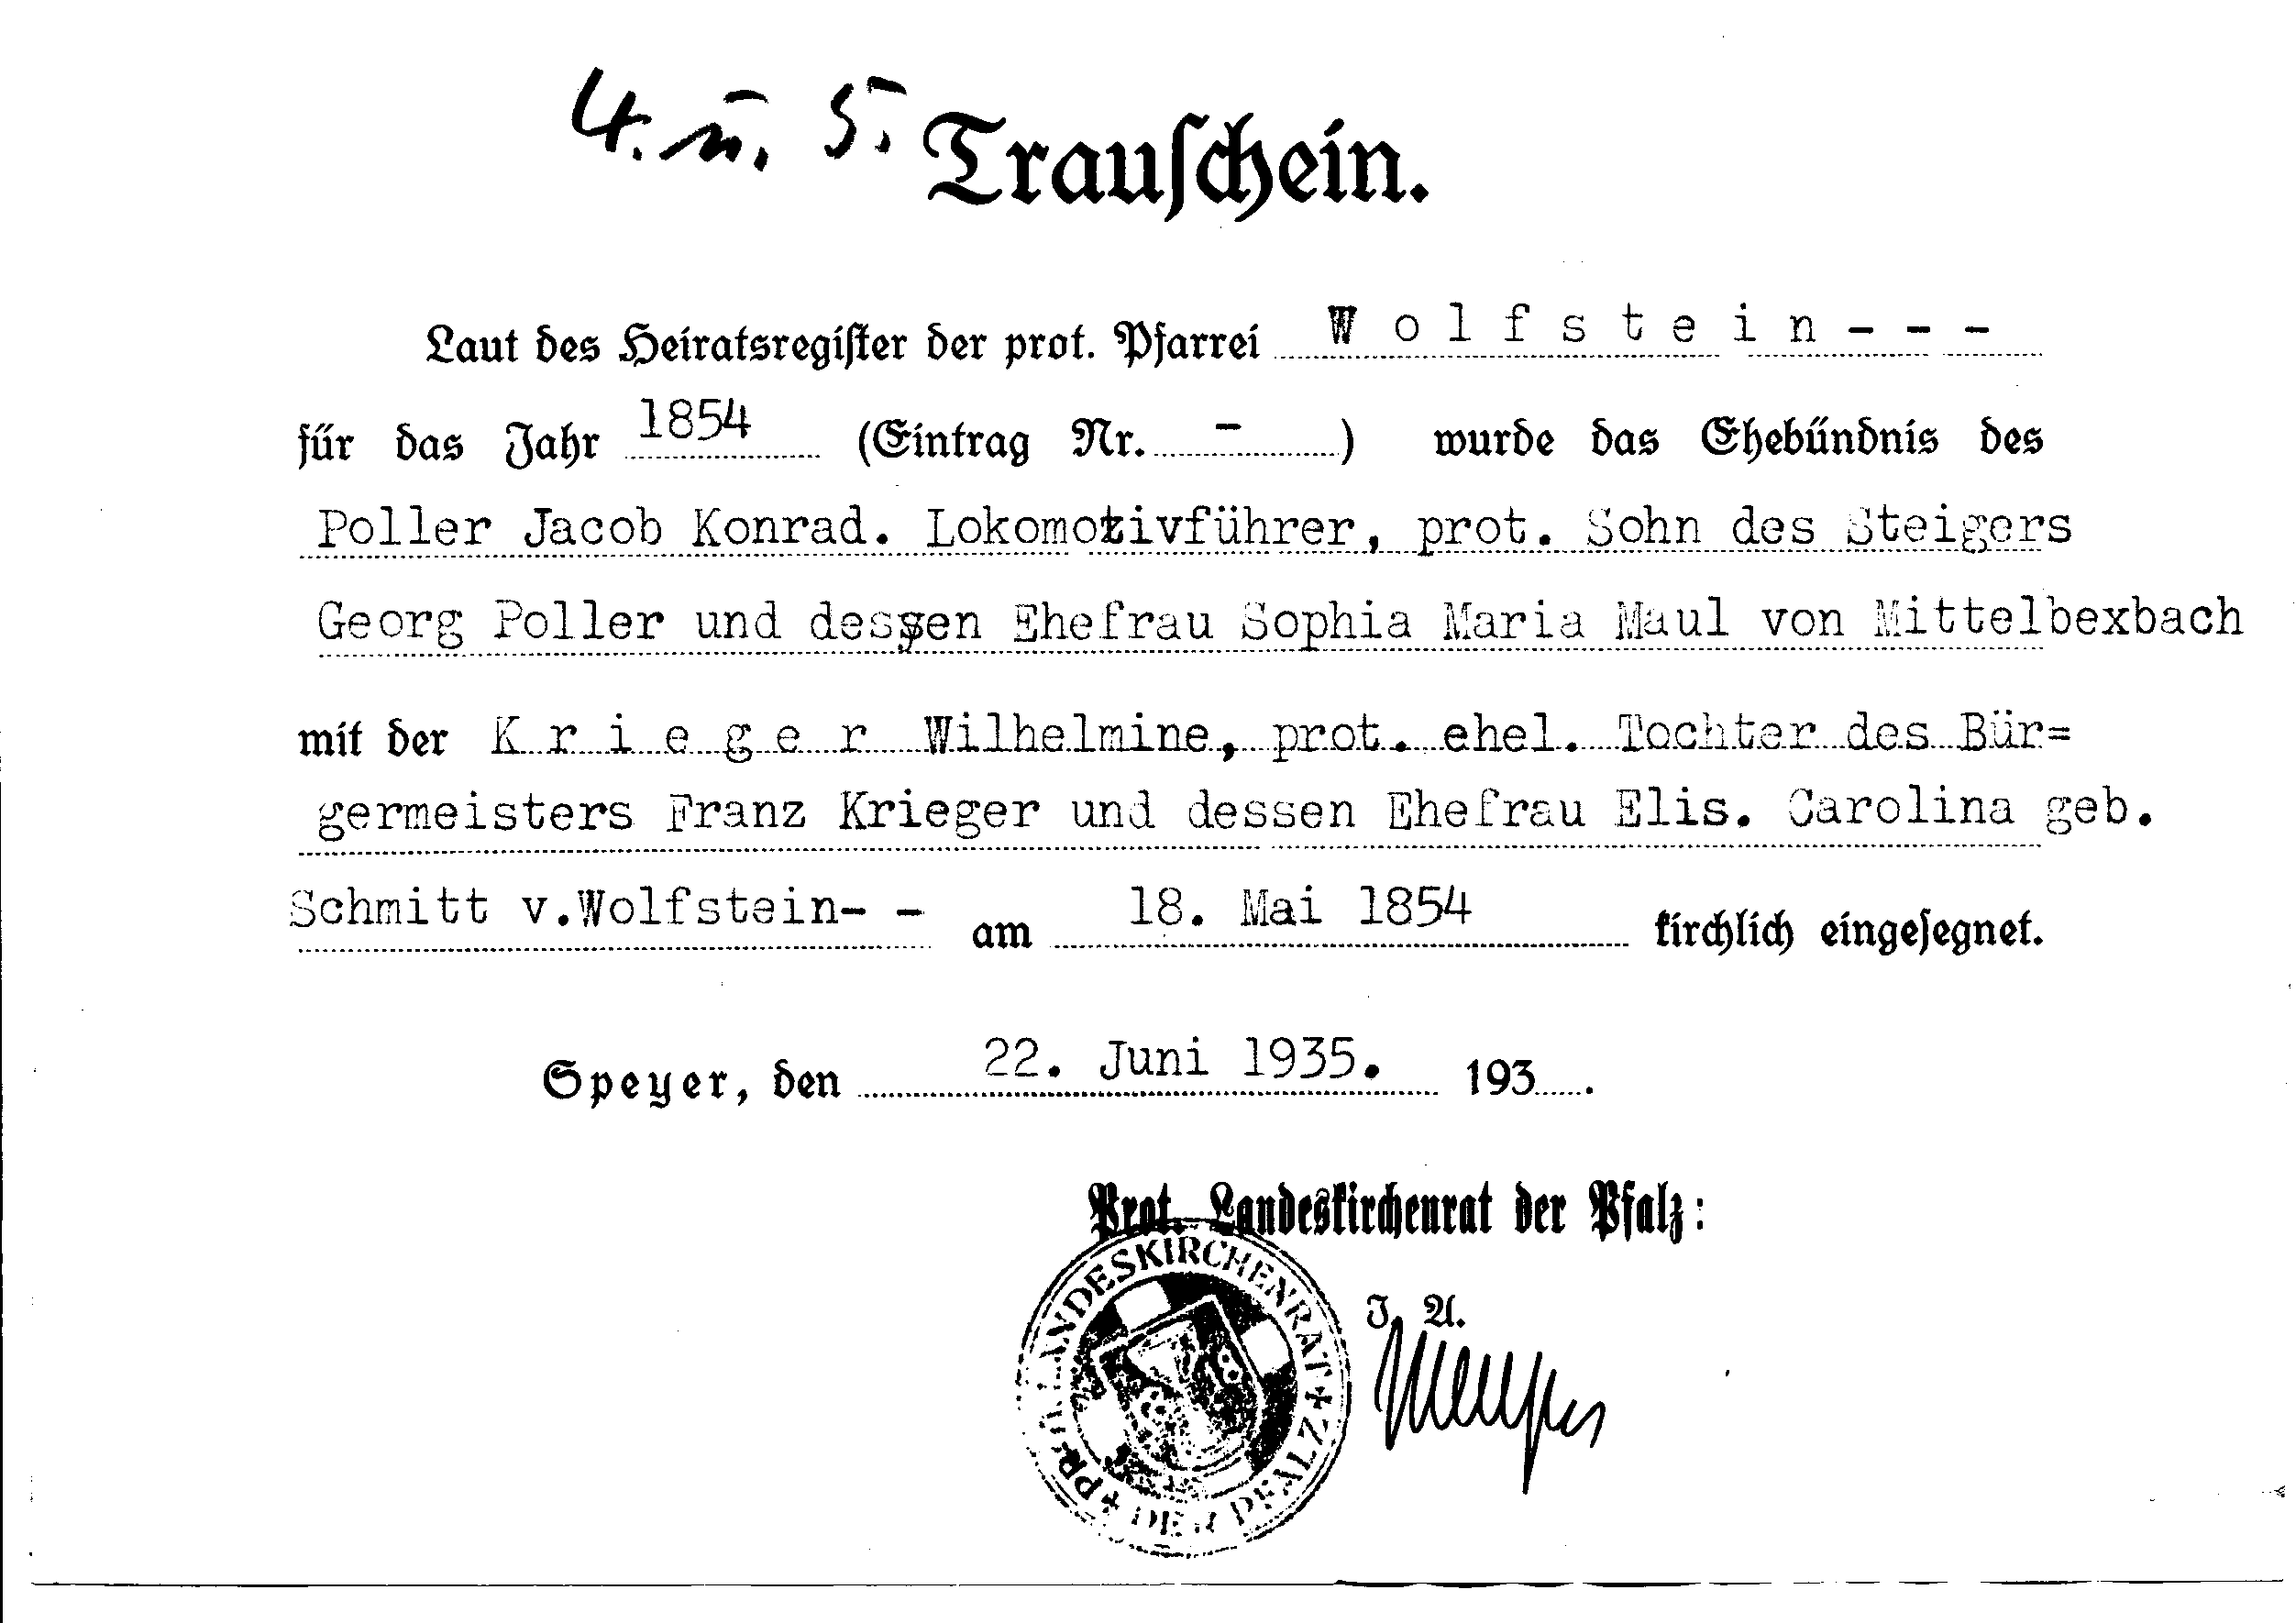 4. u. 5.
Trauschein.
Laut des Heiratsregister der prot. Pfarrei W o l f s t e i n - - -
für das Jahr 1854 (Eintrag Nr. - ) wurde das Ehebündnis des
Poller Jacob Konrad. Lokomotivführer, prot. Sohn des Steigers
Georg Poller und dessen Ehefrau Sophia Maria Maul von Mittelbexbach
mit der K r i e g e r Wilhelmine, prot. ehel. Tochter des Bür=
germeisters Franz Krieger und dessen Ehefrau Elis. Carolina geb.
Schmitt v.Wolfstein- - am 18. Mai 1854 kirchlich eingesegnet.
Speyer, den 22. Juni 1935. 193 .
Prot. Landeskirchenrat der Pfalz:
J. A.
LANDESKIRCHENRAT
DER PFALZ